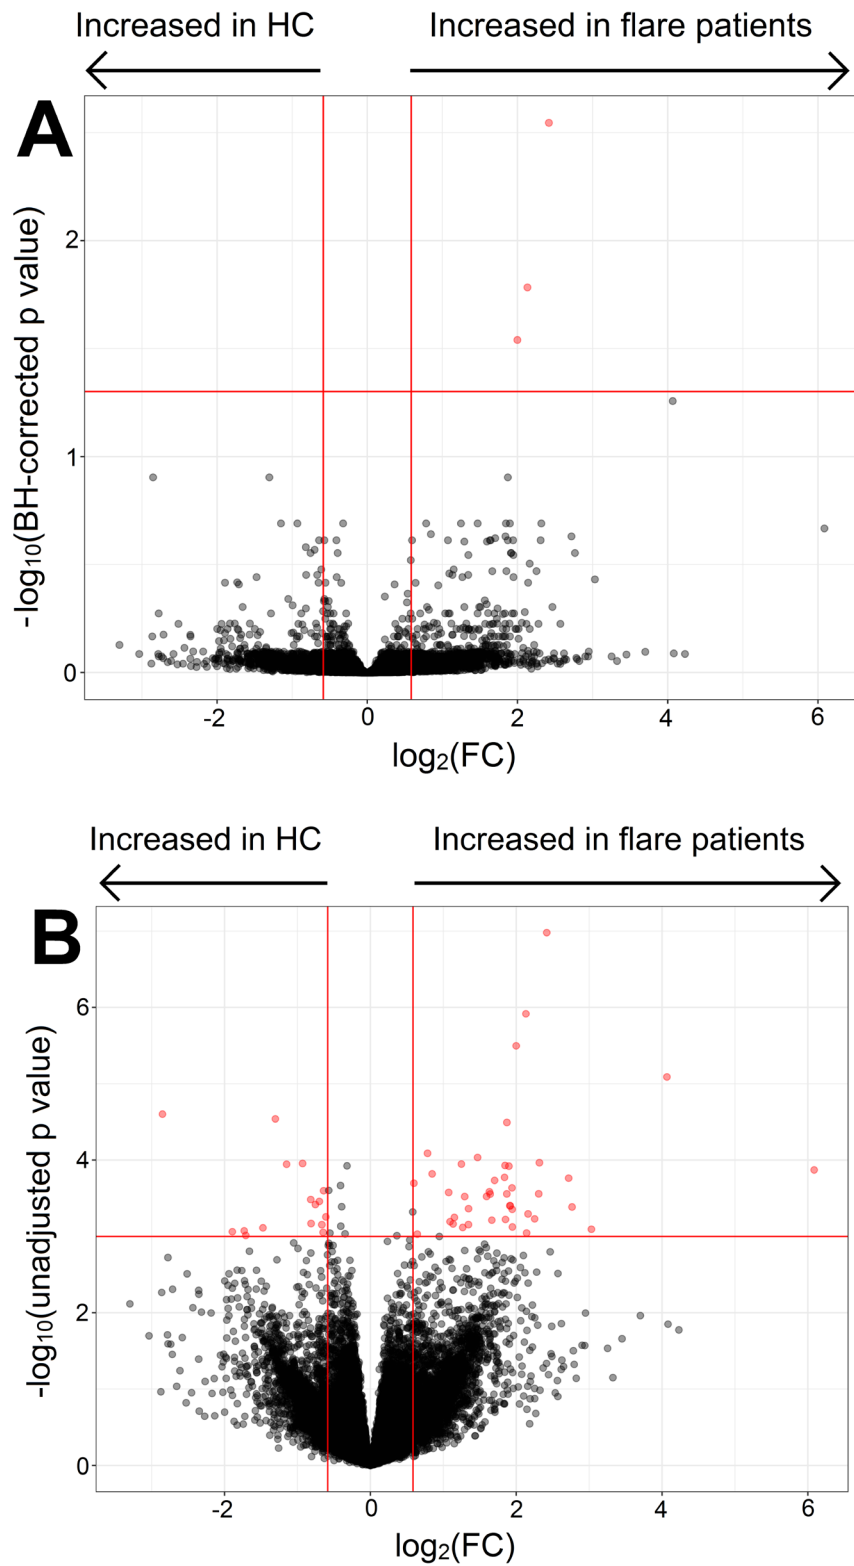 Increased in HC Increased in flare patients
A
-log₁₀(BH-corrected p value)
2
1
0
-2 0 2 4 6
log₂(FC)
Increased in HC Increased in flare patients
B
-log₁₀(unadjusted p value)
6
4
2
0
-2 0 2 4 6
log₂(FC)